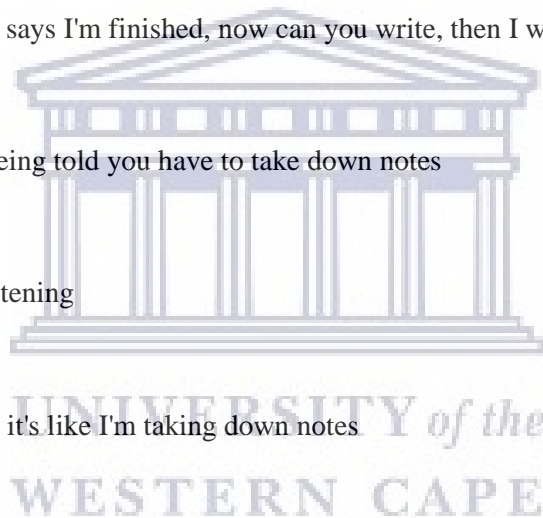 says I'm finished, now can you write, then I w
eing told you have to take down notes
tening
it's like I'm taking down notes
UNIVERSITY of the
WESTERN CAPE